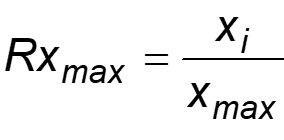 Rx_max = x_i / x_max